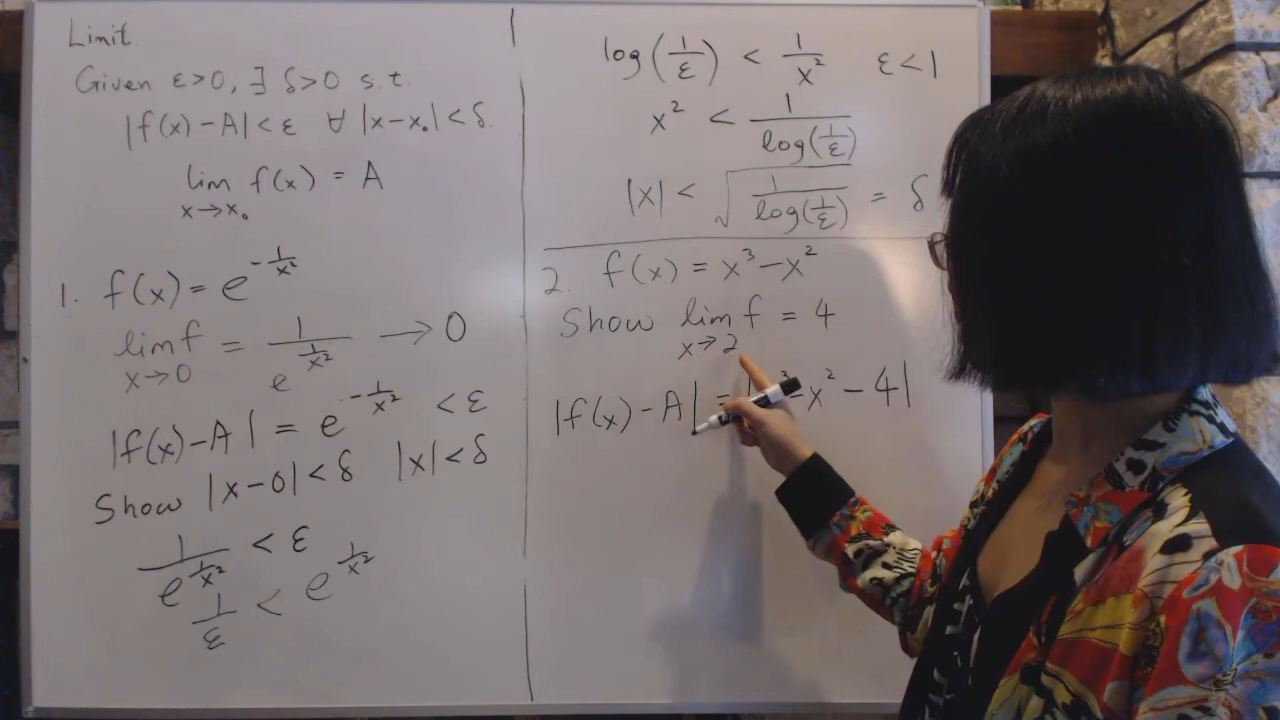 Limit.
Given ε>0, ∃ δ>0 s.t.
|f(x)-A|<ε ∀ |x-x₀|<δ.
lim f(x) = A
x→x₀
1. f(x) = e^{-1/x²}
lim f = 1/e^{1/x²} → 0
x→0
|f(x)-A| = e^{-1/x²} < ε
Show |x-0|<δ |x|<δ
1/e^{1/x²} < ε
1/ε < e^{1/x²}
log(1/ε) < 1/x² ε<1
x² < 1/log(1/ε)
|x| < √(1/log(1/ε)) = δ
2. f(x) = x³-x²
Show lim f = 4
x→2
|f(x)-A| = | ³-x²-4|